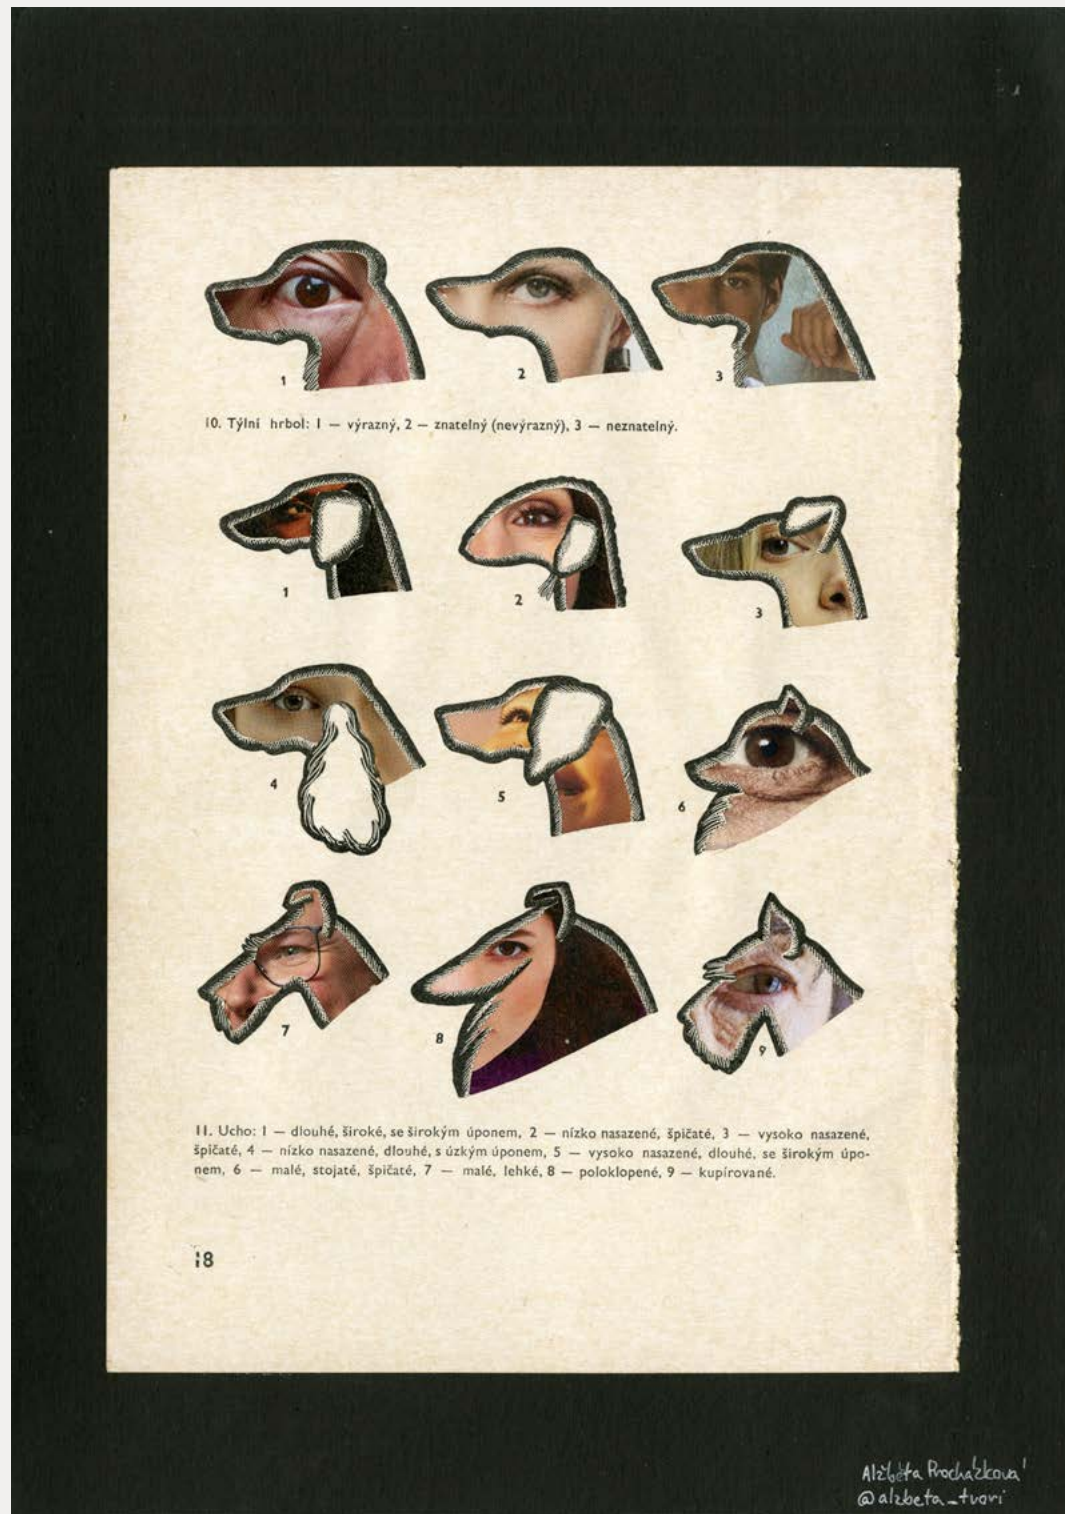 1 2 3
10. Týlní hrbol: 1 — výrazný, 2 — znatelný (nevýrazný), 3 — neznatelný.
1 2 3
4 5 6
7 8 9
11. Ucho: 1 — dlouhé, široké, se širokým úponem, 2 — nízko nasazené, špičaté, 3 — vysoko nasazené,
špičaté, 4 — nízko nasazené, dlouhé, s úzkým úponem, 5 — vysoko nasazené, dlouhé, se širokým úpo-
nem, 6 — malé, stojaté, špičaté, 7 — malé, lehké, 8 — poloklopené, 9 — kupírované.
18
Alžběta Procházková
@alzbeta_tvori